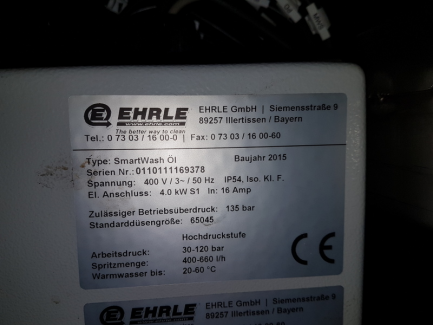 EHRLE
www.ehrle.com
The better way to clean
EHRLE GmbH | Siemensstraße 9
89257 Illertissen / Bayern
Tel.: 0 73 03 / 16 00-0 | Fax: 0 73 03 / 16 00-60
Type: SmartWash Öl Baujahr 2015
Serien Nr.: 0110111169378
Spannung: 400 V / 3~ / 50 Hz IP54, Iso. Kl. F.
El. Anschluss: 4.0 kW S1 In: 16 Amp
Zulässiger Betriebsüberdruck: 135 bar
Standarddüsengröße: 65045
CE
Hochdruckstufe
Arbeitsdruck: 30-120 bar
Spritzmenge: 400-660 l/h
Warmwasser bis: 20-60 °C
EHRLE
EHRLE GmbH | Siemensstraße 9
89257 Illertissen / Bayern